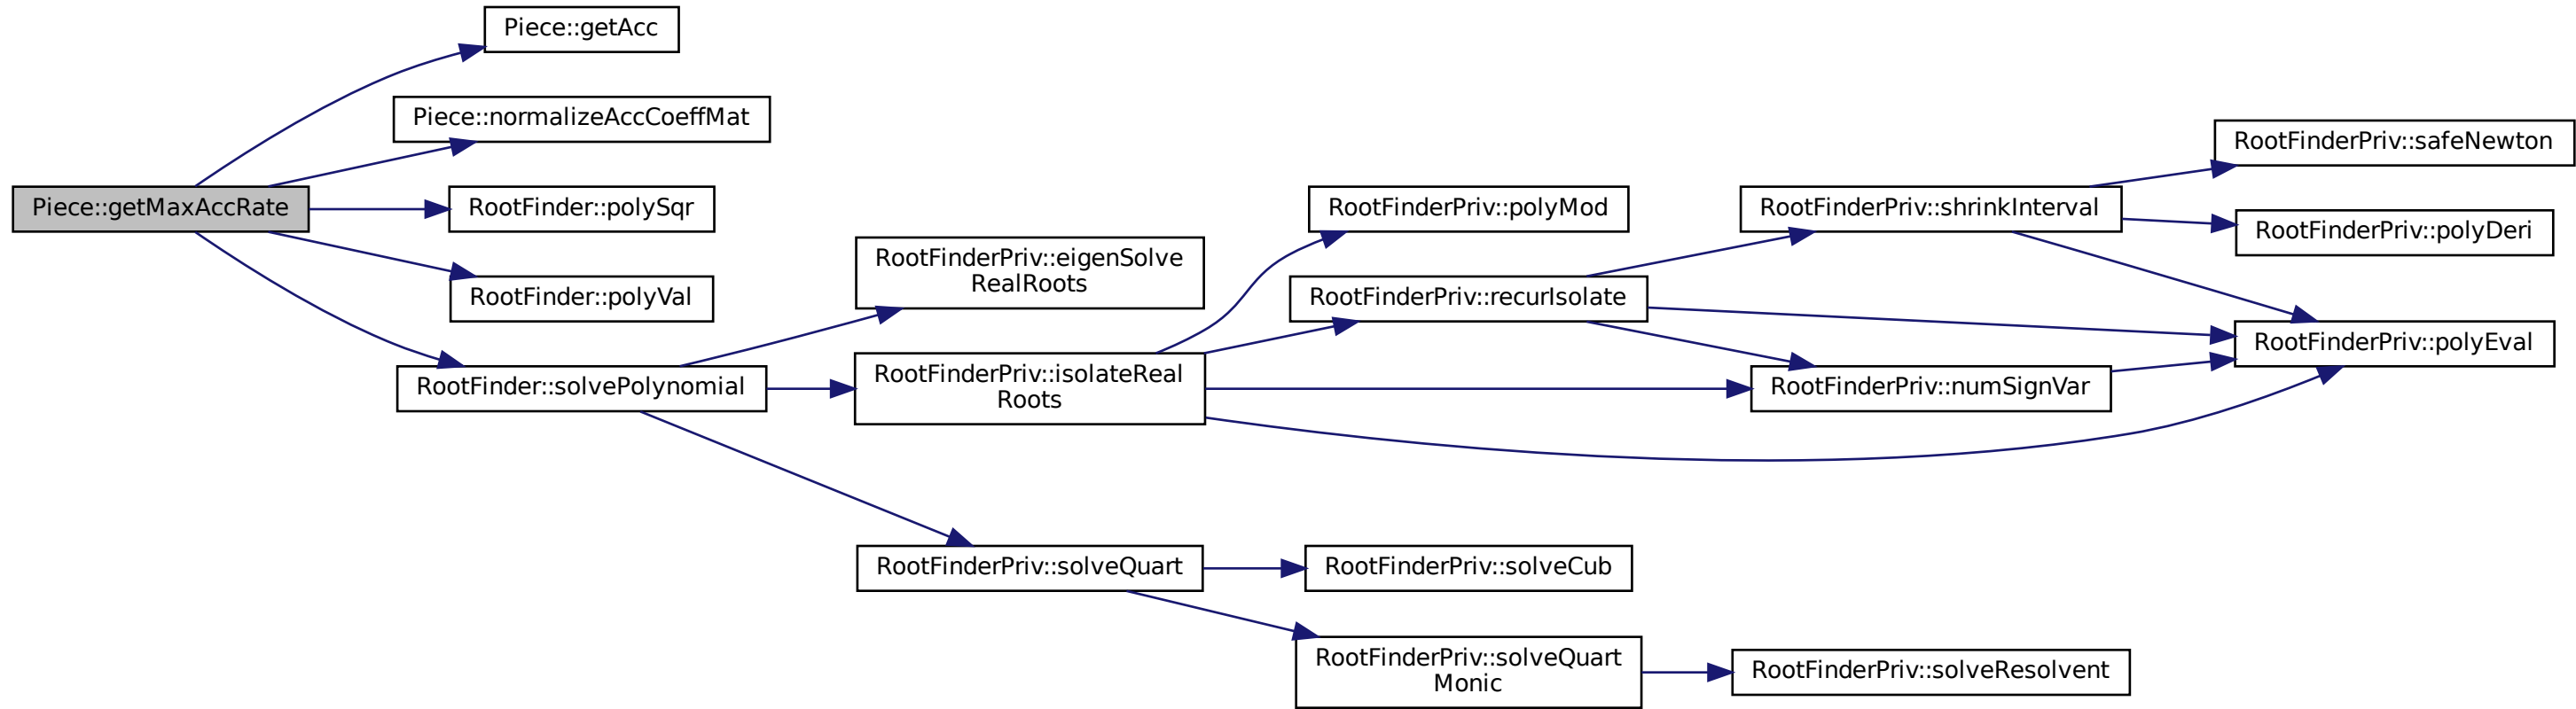 Piece::getAcc
Piece::normalizeAccCoeffMat
Piece::getMaxAccRate
RootFinder::polySqr
RootFinder::polyVal
RootFinder::solvePolynomial
RootFinderPriv::eigenSolve
RealRoots
RootFinderPriv::isolateReal
Roots
RootFinderPriv::solveQuart
RootFinderPriv::polyMod
RootFinderPriv::recurIsolate
RootFinderPriv::solveCub
RootFinderPriv::solveQuart
Monic
RootFinderPriv::shrinkInterval
RootFinderPriv::numSignVar
RootFinderPriv::solveResolvent
RootFinderPriv::safeNewton
RootFinderPriv::polyDeri
RootFinderPriv::polyEval